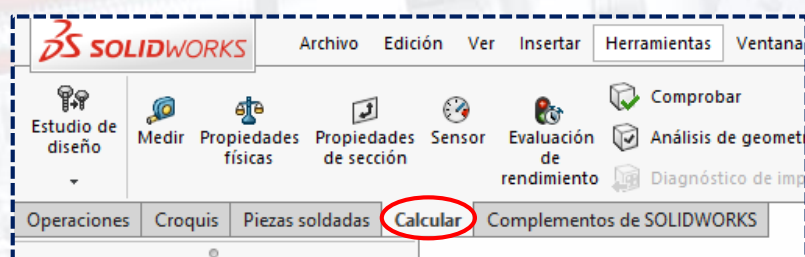 SOLIDWORKS
Archivo Edición Ver Insertar Herramientas Ventana
Estudio de diseño
Medir
Propiedades físicas
Propiedades de sección
Sensor
Evaluación de rendimiento
Comprobar
Análisis de geometr
Diagnóstico de imp
Operaciones Croquis Piezas soldadas Calcular Complementos de SOLIDWORKS